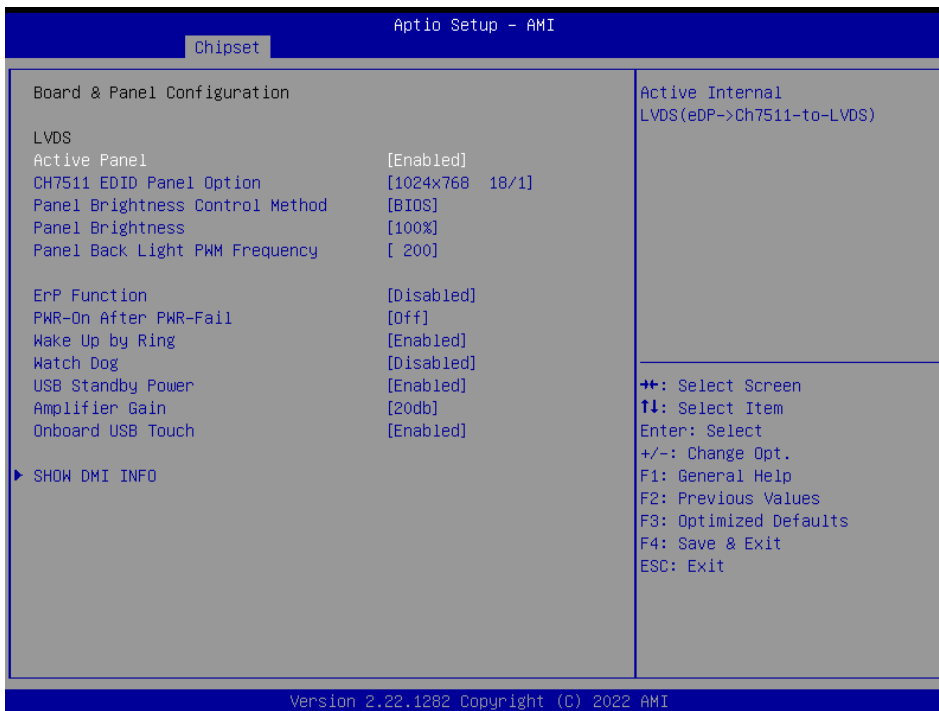 Aptio Setup – AMI
Chipset
Board & Panel Configuration
LVDS
Active Panel [Enabled]
CH7511 EDID Panel Option [1024x768 18/1]
Panel Brightness Control Method [BIOS]
Panel Brightness [100%]
Panel Back Light PWM Frequency [ 200]
ErP Function [Disabled]
PWR-On After PWR-Fail [Off]
Wake Up by Ring [Enabled]
Watch Dog [Disabled]
USB Standby Power [Enabled]
Amplifier Gain [20db]
Onboard USB Touch [Enabled]
SHOW DMI INFO
Active Internal
LVDS(eDP->Ch7511-to-LVDS)
→←: Select Screen
↑↓: Select Item
Enter: Select
+/-: Change Opt.
F1: General Help
F2: Previous Values
F3: Optimized Defaults
F4: Save & Exit
ESC: Exit
Version 2.22.1282 Copyright (C) 2022 AMI